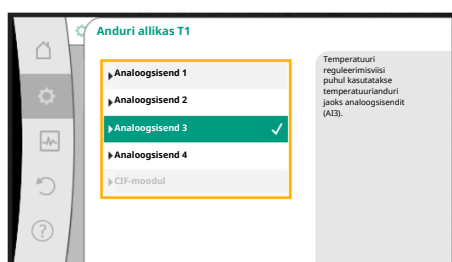 Anduri allikas T1
Analoogsisend 1
Analoogsisend 2
Analoogsisend 3
Analoogsisend 4
CIF-moodul
Temperatuuri
reguleerimisviisi
puhul kasutatakse
temperatuurianduri
jaoks analoogsisendit
(AI3).